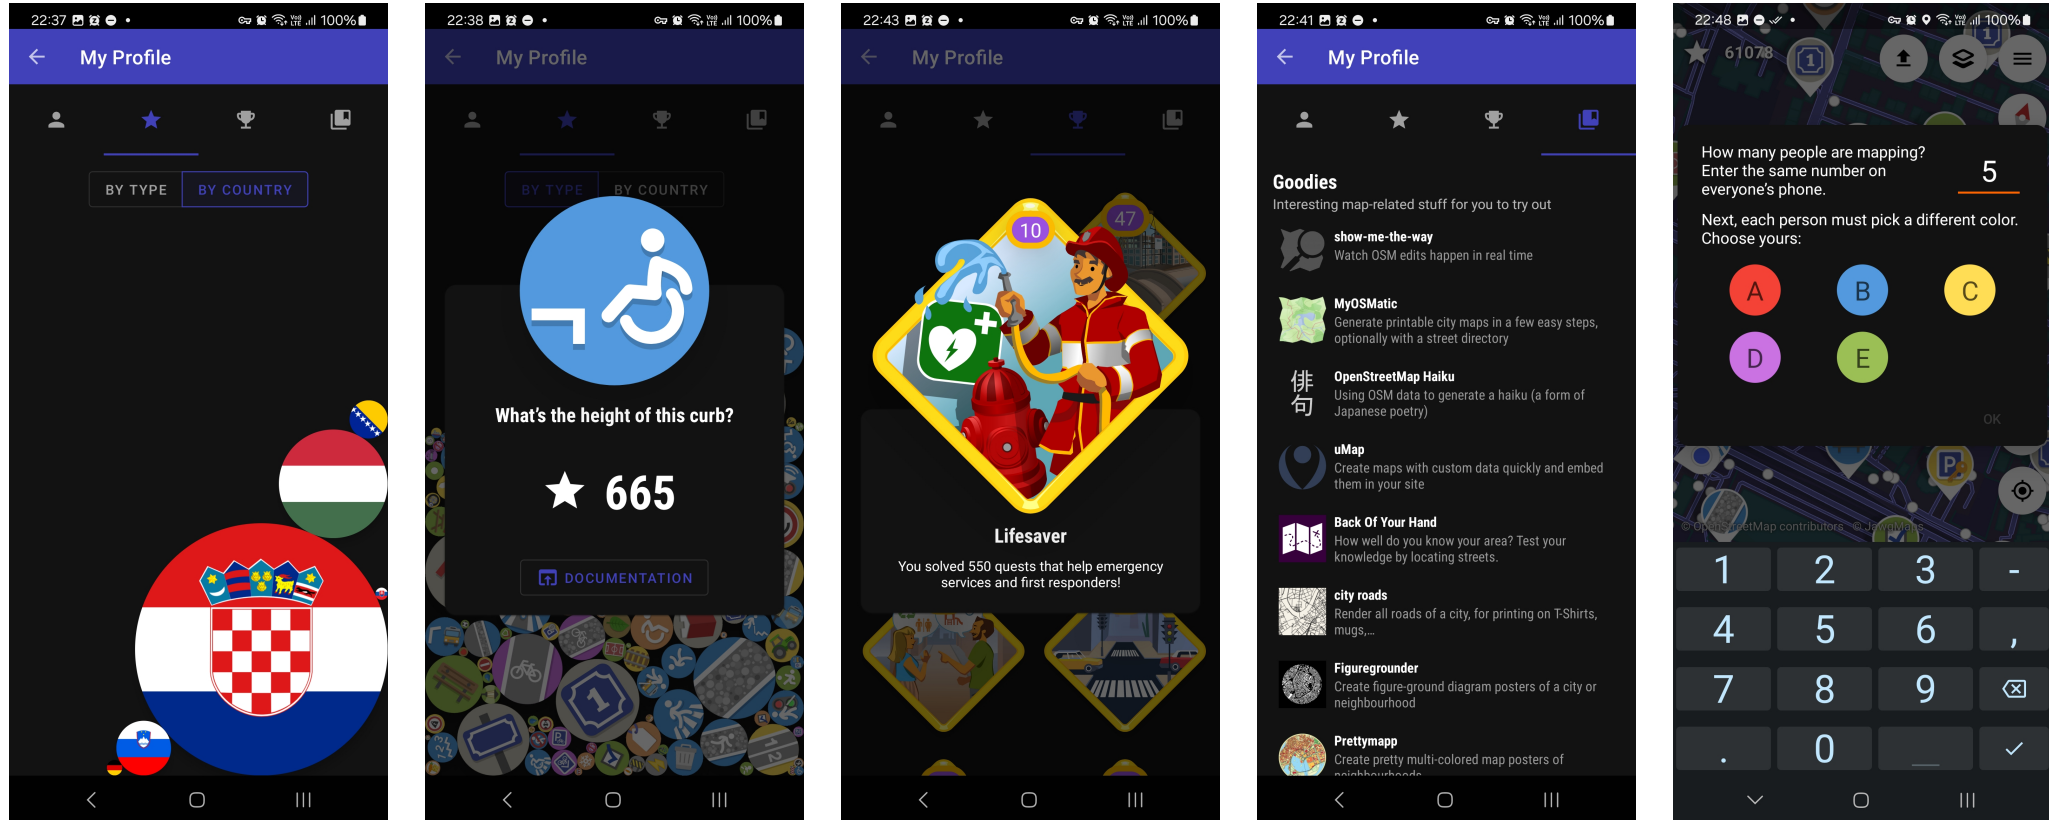 22:37
100%
My Profile
BY TYPE
BY COUNTRY
22:38
100%
My Profile
BY TYPE
BY COUNTRY
What's the height of this curb?
665
DOCUMENTATION
1
22:43
100%
My Profile
47
10
Lifesaver
You solved 550 quests that help emergency
services and first responders!
22:41
100%
My Profile
Goodies
Interesting map-related stuff for you to try out
show-me-the-way
Watch OSM edits happen in real time
MyOSMatic
Generate printable city maps in a few easy steps,
optionally with a street directory
俳句
OpenStreetMap Haiku
Using OSM data to generate a haiku (a form of
Japanese poetry)
uMap
Create maps with custom data quickly and embed
them in your site
Back Of Your Hand
How well do you know your area? Test your
knowledge by locating streets.
city roads
Render all roads of a city, for printing on T-Shirts,
mugs,...
Figuregrounder
Create figure-ground diagram posters of a city or
neighbourhood
Prettymapp
Create pretty multi-colored map posters of
neighbourhoods
22:48
100%
61078
1
1
How many people are mapping?
Enter the same number on
everyone's phone.
5
Next, each person must pick a different color.
Choose yours:
A B C
D E
OK
P
© OpenStreetMap contributors © JawgMaps
1 2 3 -
4 5 6 ,
7 8 9
. 0